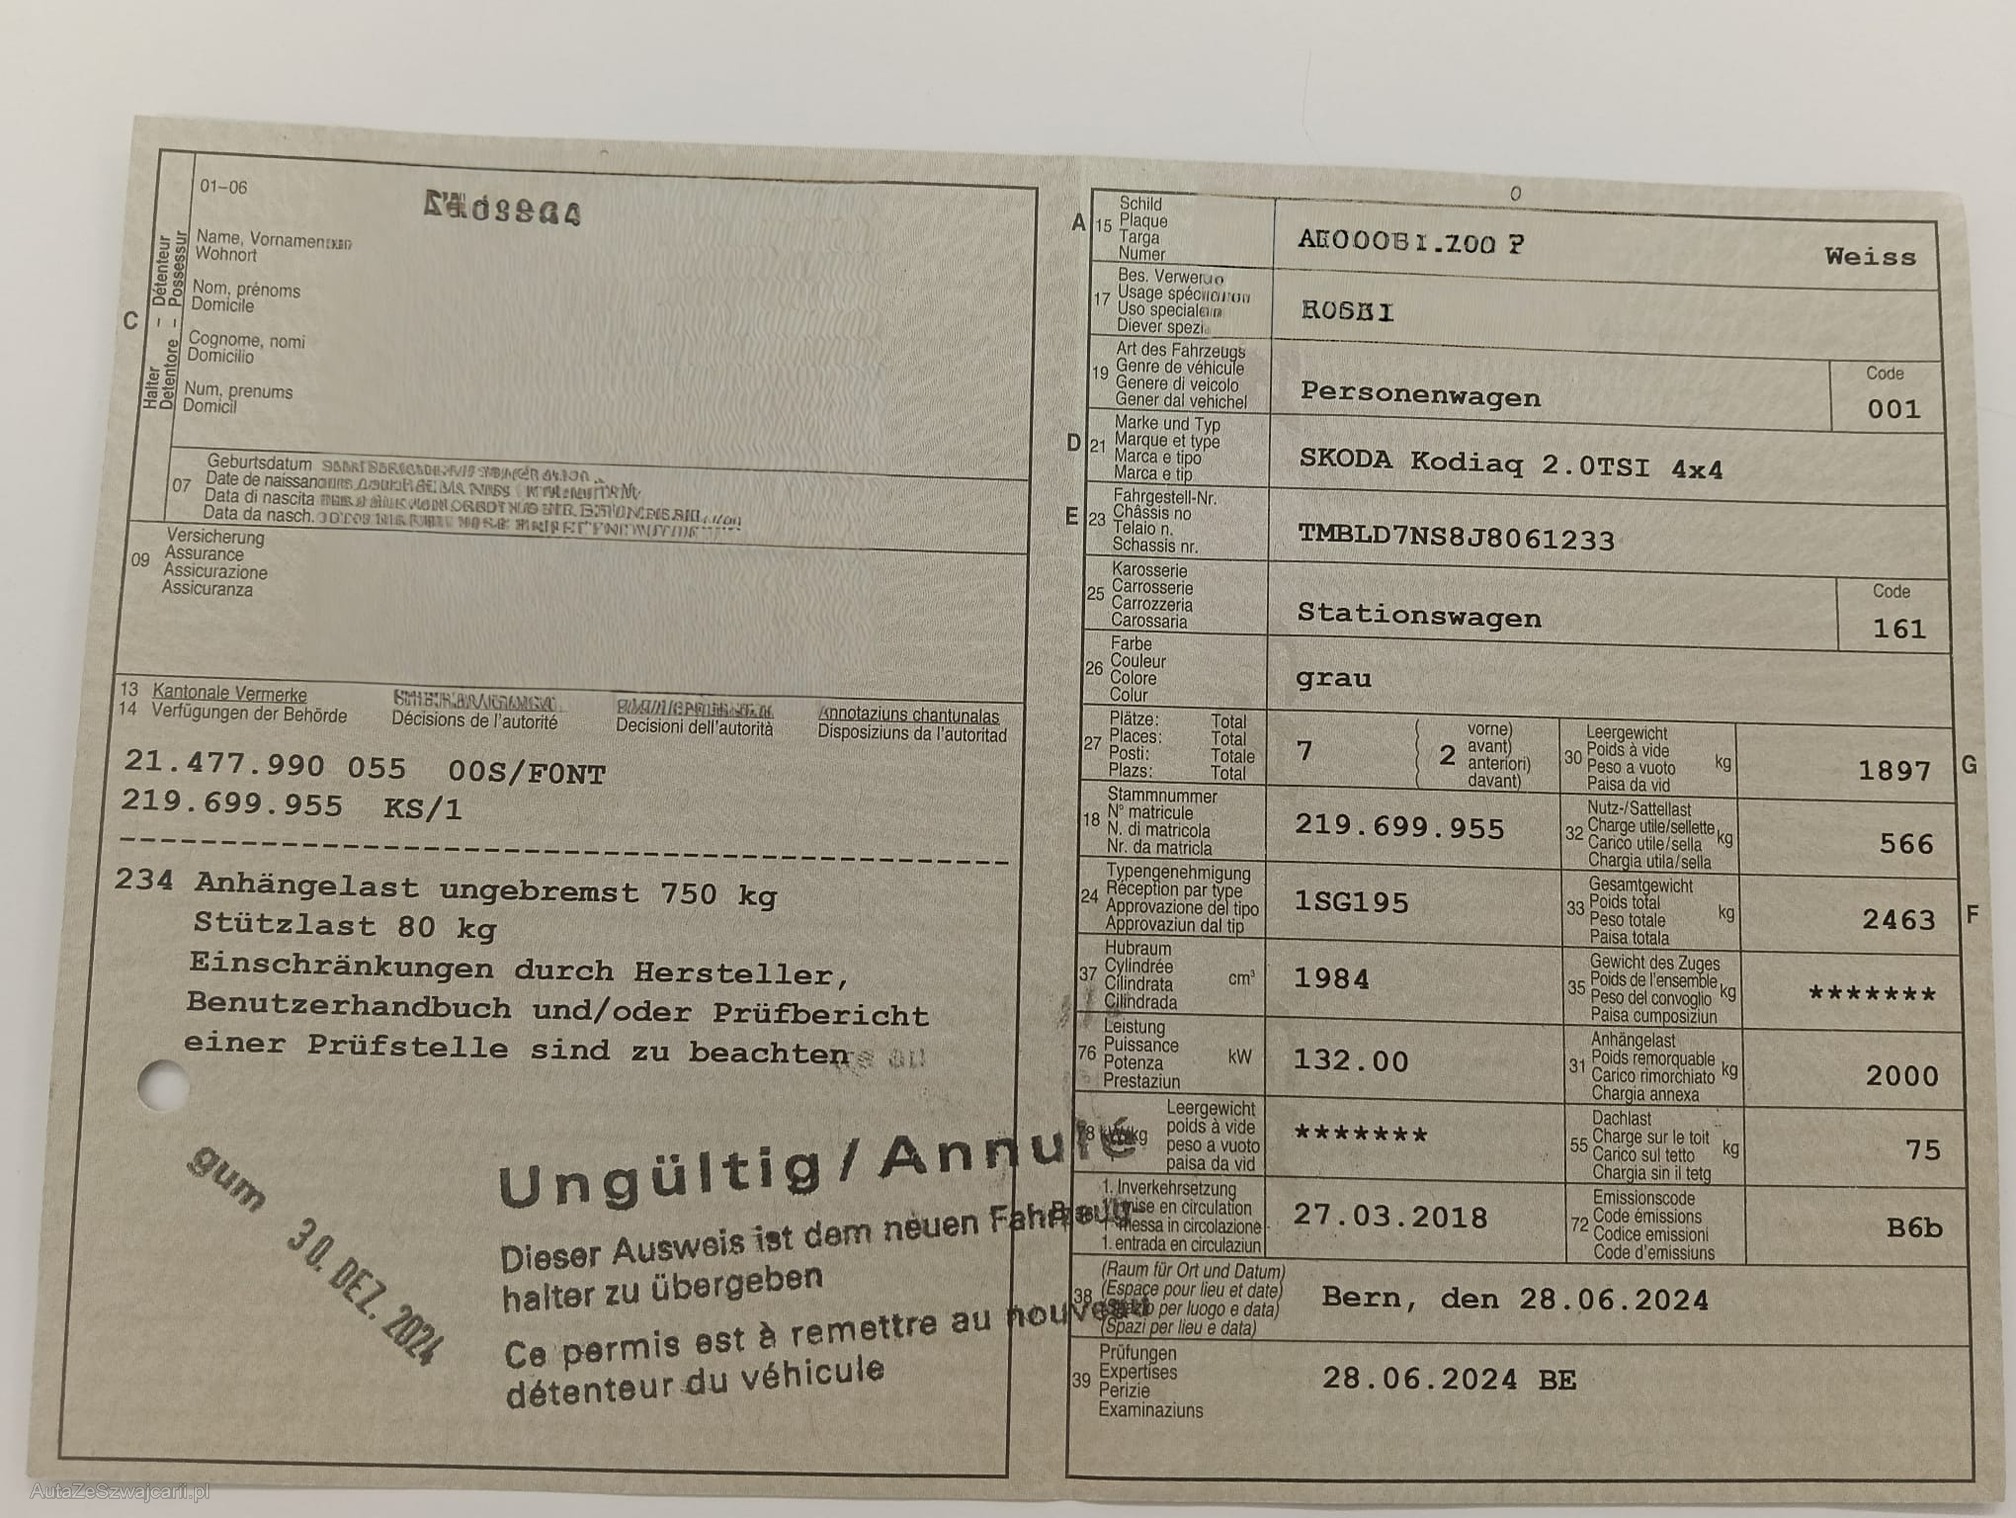 01–06
Name, Vornamen
Wohnort
Nom, prénoms
Domicile
Cognome, nomi
Domicilio
Num, prenums
Domicil
C
Halter – Détenteur
Detentore – Possessur
07
Geburtsdatum
Date de naissance
Data di nascita
Data da nasch.
09
Versicherung
Assurance
Assicurazione
Assicuranza
13 Kantonale Vermerke
Annotaziuns chantunalas
14 Verfügungen der Behörde
Décisions de l'autorité
Decisioni dell'autorità
Disposiziuns da l'autoritad
21.477.990 055 00S/F0NT
219.699.955 KS/1
234 Anhängelast ungebremst 750 kg
Stützlast 80 kg
Einschränkungen durch Hersteller,
Benutzerhandbuch und/oder Prüfbericht
einer Prüfstelle sind zu beachten
gum 30. DEZ. 2024
Ungültig / Annulé
Dieser Ausweis ist dem neuen Fahrzeug-
halter zu übergeben
Ce permis est à remettre au nouveau
détenteur du véhicule
A
15
Schild
Plaque
Targa
Numer
Weiss
17
Bes.
Usage
Uso
Diever
19
Art des Fahrzeugs
Genre de véhicule
Genere di veicolo
Gener dal vehichel
Personenwagen
Code
001
D
21
Marke und Typ
Marque et type
Marca e tipo
Marca e tip
SKODA Kodiaq 2.0TSI 4x4
E
23
Fahrgestell-Nr.
Châssis no
Telaio n.
Schassis nr.
TMBLD7NS8J8061233
25
Karosserie
Carrosserie
Carrozzeria
Carossaria
Stationswagen
Code
161
26
Farbe
Couleur
Colore
Colur
grau
27
Plätze: Total
Places: Total
Posti: Totale
Plazs: Total
7
2
vorne)
avant)
anteriori)
davant)
30
Leergewicht
Poids à vide
Peso a vuoto
Paisa da vid
kg
1897
G
18
Stammnummer
N° matricule
N. di matricola
Nr. da matricla
219.699.955
32
Nutz-/Sattellast
Charge utile/sellette
Carico utile/sella
Chargia utila/sella
kg
566
24
Typengenehmigung
Réception par type
Approvazione del tipo
Approvaziun dal tip
1SG195
33
Gesamtgewicht
Poids total
Peso totale
Paisa totala
kg
2463
F
37
Hubraum
Cylindrée
Cilindrata
Cilindrada
cm³
1984
35
Gewicht des Zuges
Poids de l'ensemble
Peso del convoglio
Paisa cumposiziun
kg
*******
76
Leistung
Puissance
Potenza
Prestaziun
kW
132.00
31
Anhängelast
Poids remorquable
Carico rimorchiato
Chargia annexa
kg
2000
Leergewicht
poids à vide
peso a vuoto
paisa da vid
*******
55
Dachlast
Charge sur le toit
Carico sul tetto
Chargia sin il tetg
kg
75
1. Inverkehrsetzung
mise en circulation
messa in circolazione
1. entrada en circulaziun
27.03.2018
72
Emissionscode
Code émissions
Codice emissioni
Code d'emissiuns
B6b
38
(Raum für Ort und Datum)
(Espace pour lieu et date)
per luogo e data)
(Spazi per lieu e data)
Bern, den 28.06.2024
39
Prüfungen
Expertises
Perizie
Examinaziuns
28.06.2024 BE
AutaZeSzwajcarii.pl